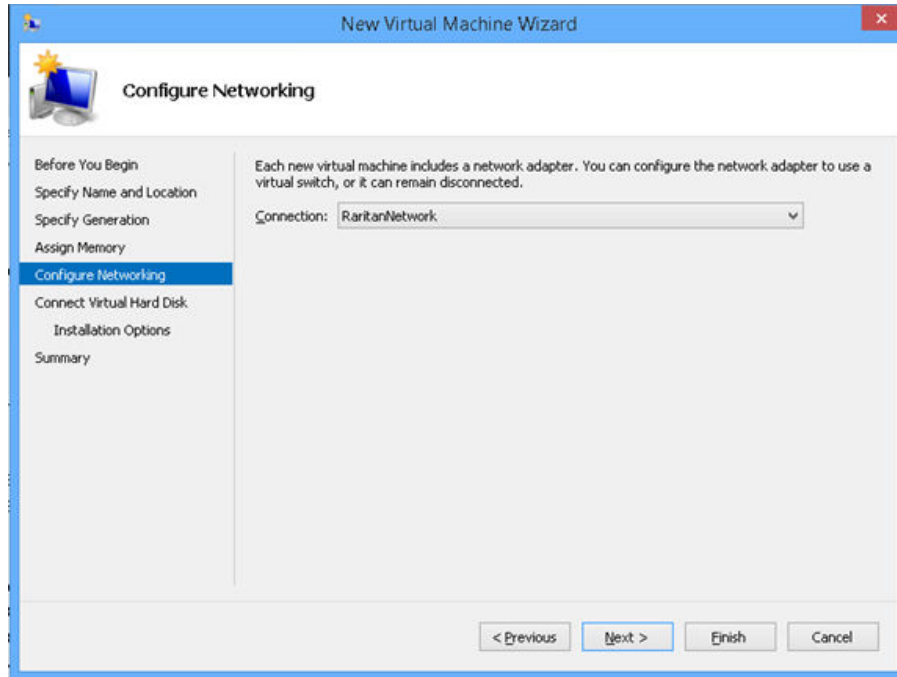 New Virtual Machine Wizard
Configure Networking
Before You Begin
Specify Name and Location
Specify Generation
Assign Memory
Configure Networking
Connect Virtual Hard Disk
Installation Options
Summary
Each new virtual machine includes a network adapter. You can configure the network adapter to use a
virtual switch, or it can remain disconnected.
Connection: RaritanNetwork
< Previous Next > Finish Cancel